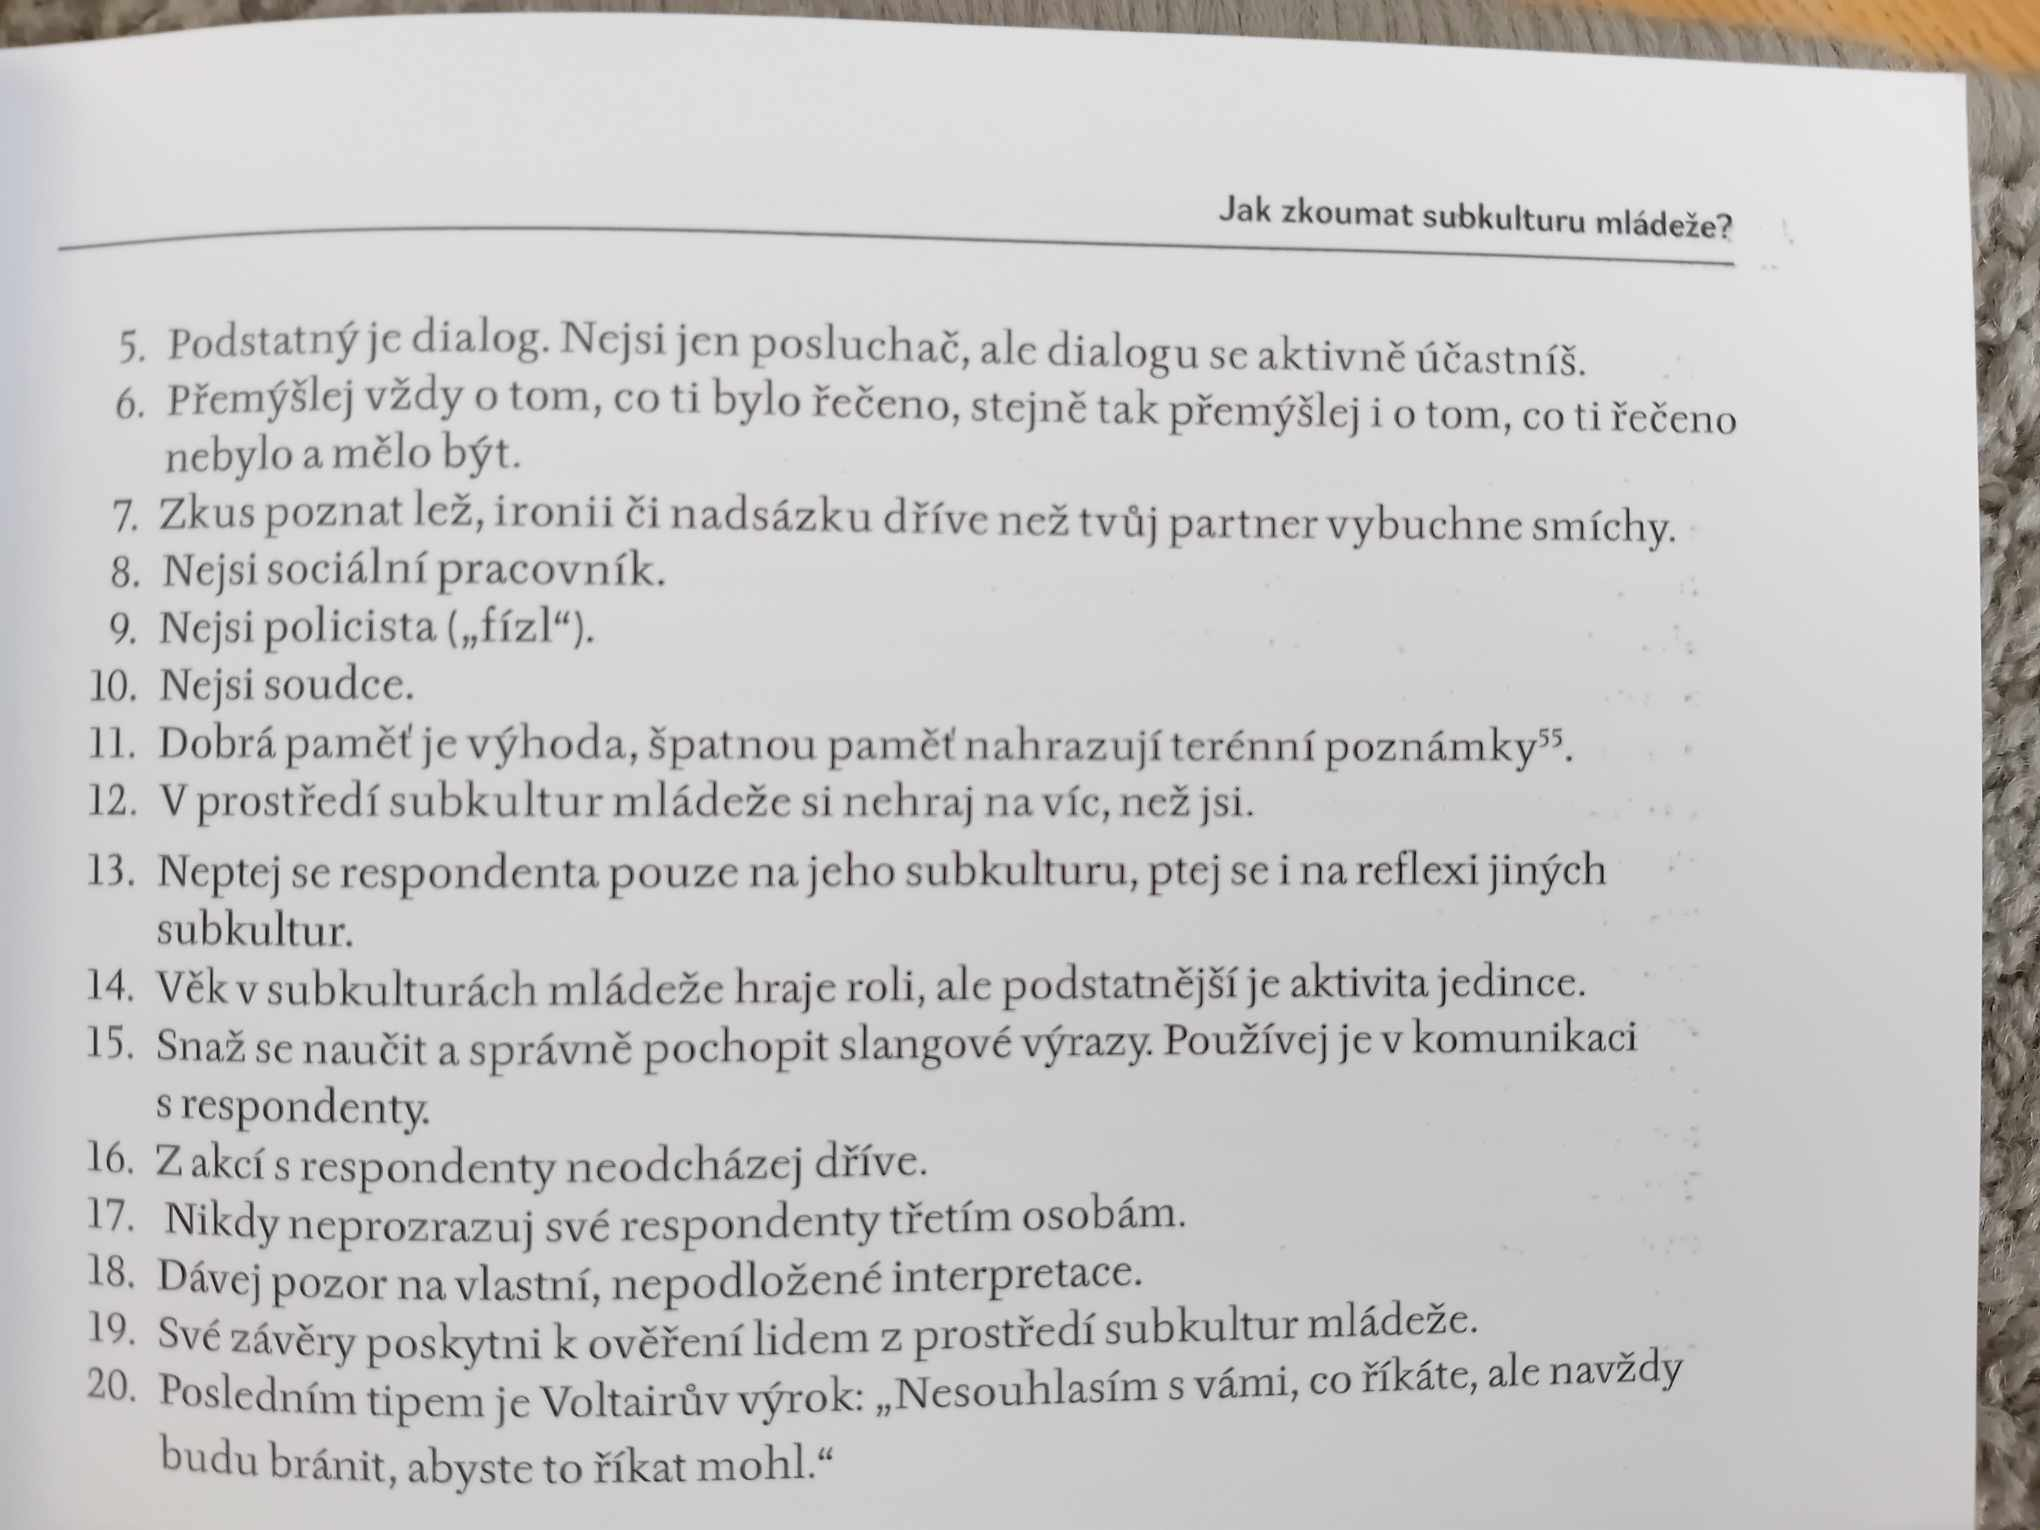 Jak zkoumat subkulturu mládeže?
5. Podstatný je dialog. Nejsi jen posluchač, ale dialogu se aktivně účastníš.
6. Přemýšlej vždy o tom, co ti bylo řečeno, stejně tak přemýšlej i o tom, co ti řečeno
nebylo a mělo být.
7. Zkus poznat lež, ironii či nadsázku dříve než tvůj partner vybuchne smíchy.
8. Nejsi sociální pracovník.
9. Nejsi policista („fízl“).
10. Nejsi soudce.
11. Dobrá paměť je výhoda, špatnou paměť nahrazují terénní poznámky⁵⁵.
12. V prostředí subkultur mládeže si nehraj na víc, než jsi.
13. Neptej se respondenta pouze na jeho subkulturu, ptej se i na reflexi jiných
subkultur.
14. Věk v subkulturách mládeže hraje roli, ale podstatnější je aktivita jedince.
15. Snaž se naučit a správně pochopit slangové výrazy. Používej je v komunikaci
s respondenty.
16. Z akcí s respondenty neodcházej dříve.
17. Nikdy neprozrazuj své respondenty třetím osobám.
18. Dávej pozor na vlastní, nepodložené interpretace.
19. Své závěry poskytni k ověření lidem z prostředí subkultur mládeže.
20. Posledním tipem je Voltairův výrok: „Nesouhlasím s vámi, co říkáte, ale navždy
budu bránit, abyste to říkat mohl.“